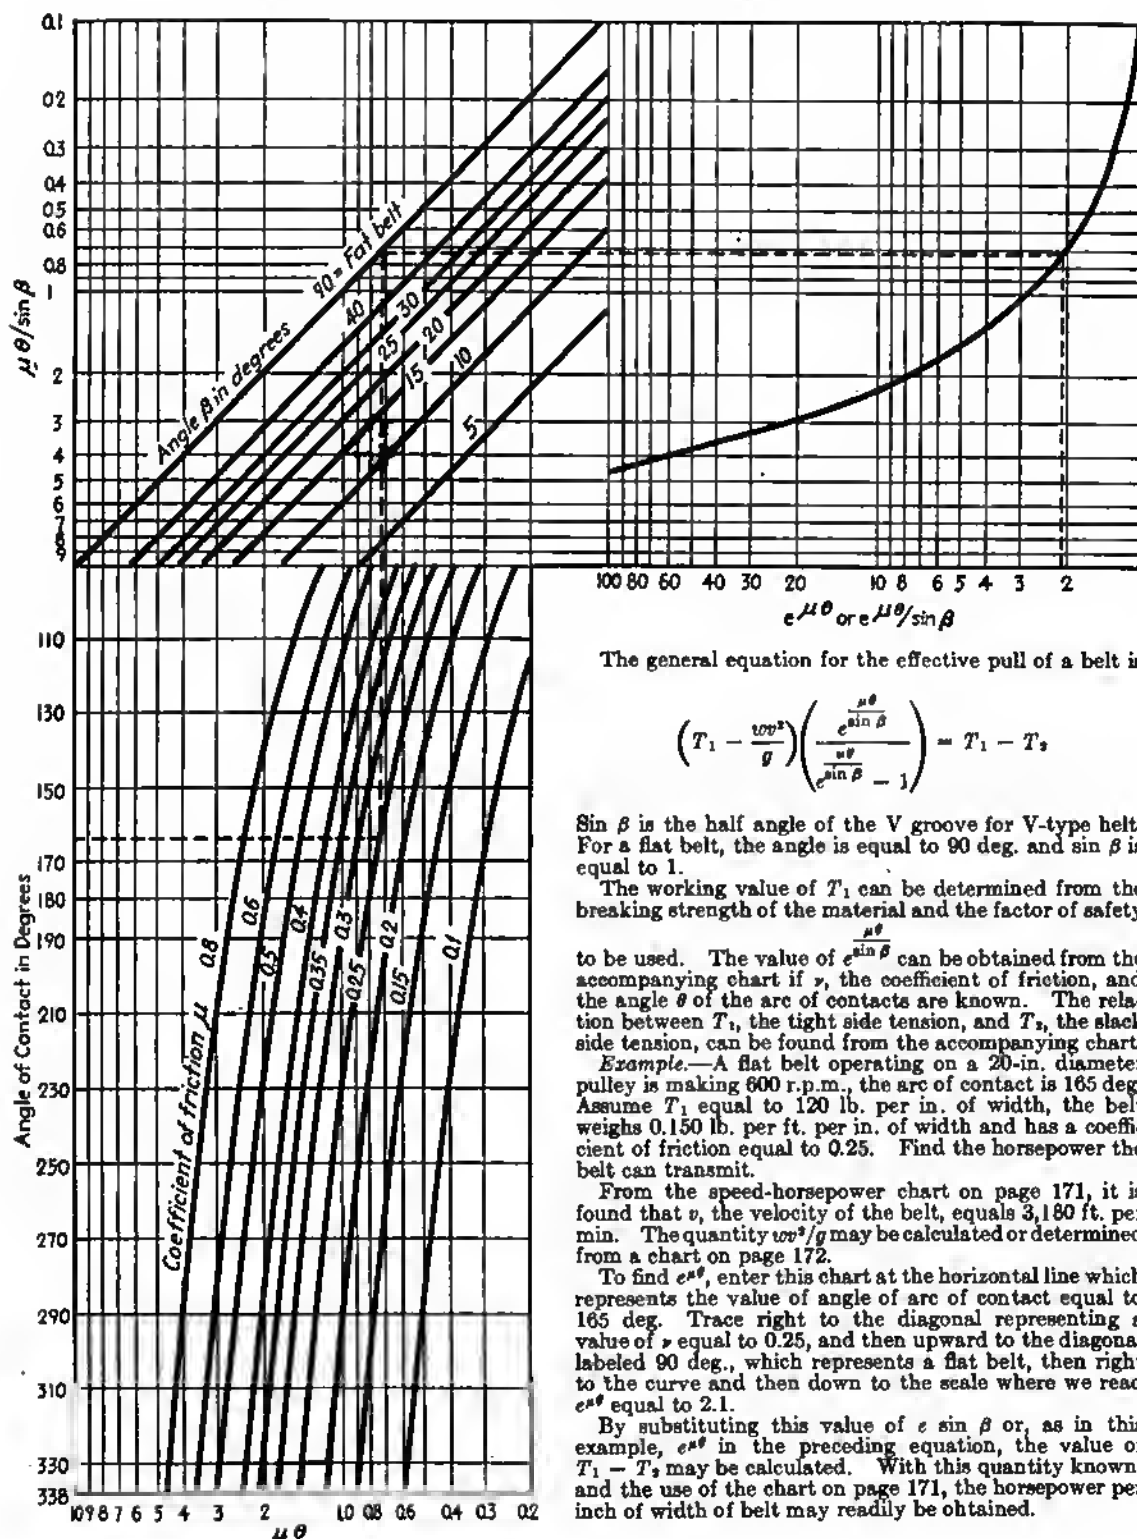 0.1
0.2
0.3
0.4
0.5
0.6
0.8
1
2
3
4
5
6
7
8
9
μ θ/sin β
90 = Fat belt
Angle β in degrees
40
30
25
20
15
10
5
100 80 60 40 30 20 10 8 6 5 4 3 2
e^μθ or e^μθ/sin β
110
130
150
170
180
190
210
230
250
270
290
310
330
338
Angle of Contact in Degrees
Coefficient of friction μ
0.8
0.6
0.5
0.4
0.35
0.3
0.25
0.2
0.15
0.1
10 9 8 7 6 5 4 3 2 1.0 0.8 0.6 0.4 0.3 0.2
μ θ
The general equation for the effective pull of a belt i
(T₁ − wv²/g) (e^(μθ/sin β) / (e^(μθ/sin β) − 1)) = T₁ − T₂
Sin β is the half angle of the V groove for V-type helt
For a flat belt, the angle is equal to 90 deg. and sin β i
equal to 1.
The working value of T₁ can be determined from th
breaking strength of the material and the factor of safety
to be used. The value of e^(μθ/sin β) can be obtained from the
accompanying chart if ν, the coefficient of friction, and
the angle θ of the arc of contacts are known. The rela
tion between T₁, the tight side tension, and T₂, the slack
side tension, can be found from the accompanying chart
Example.—A flat belt operating on a 20-in. diamete
pulley is making 600 r.p.m., the arc of contact is 165 deg
Assume T₁ equal to 120 lb. per in. of width, the bel
weighs 0.150 lb. per ft. per in. of width and has a coeffi
cient of friction equal to 0.25. Find the horsepower the
belt can transmit.
From the speed-horsepower chart on page 171, it i
found that v, the velocity of the belt, equals 3,180 ft. pe
min. The quantity wv²/g may be calculated or determined
from a chart on page 172.
To find e^μθ, enter this chart at the horizontal line which
represents the value of angle of arc of contact equal to
165 deg. Trace right to the diagonal representing a
value of ν equal to 0.25, and then upward to the diagona
labeled 90 deg., which represents a flat belt, then righ
to the curve and then down to the scale where we read
e^μθ equal to 2.1.
By substituting this value of e sin β or, as in thi
example, e^μθ in the preceding equation, the value o
T₁ − T₂ may be calculated. With this quantity known
and the use of the chart on page 171, the horsepower pe
inch of width of belt may readily be ohtained.